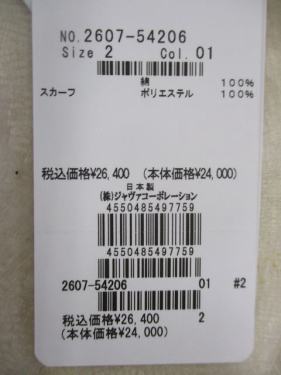 NO.2607-54206
Size 2 Col.01
綿 100%
スカーフ ポリエステル 100%
税込価格¥26,400 (本体価格¥24,000)
日本製
(株)ジャヴァコーポレーション
4550485497759
4550485497759
2607-54206 01 #2
税込価格¥26,400 2
(本体価格¥24,000)